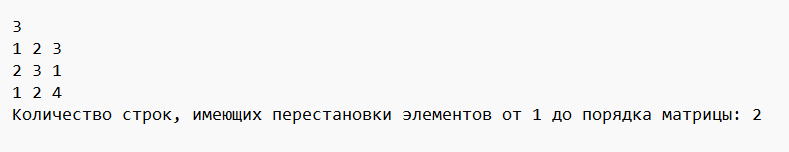 3
1 2 3
2 3 1
1 2 4
Количество строк, имеющих перестановки элементов от 1 до порядка матрицы: 2